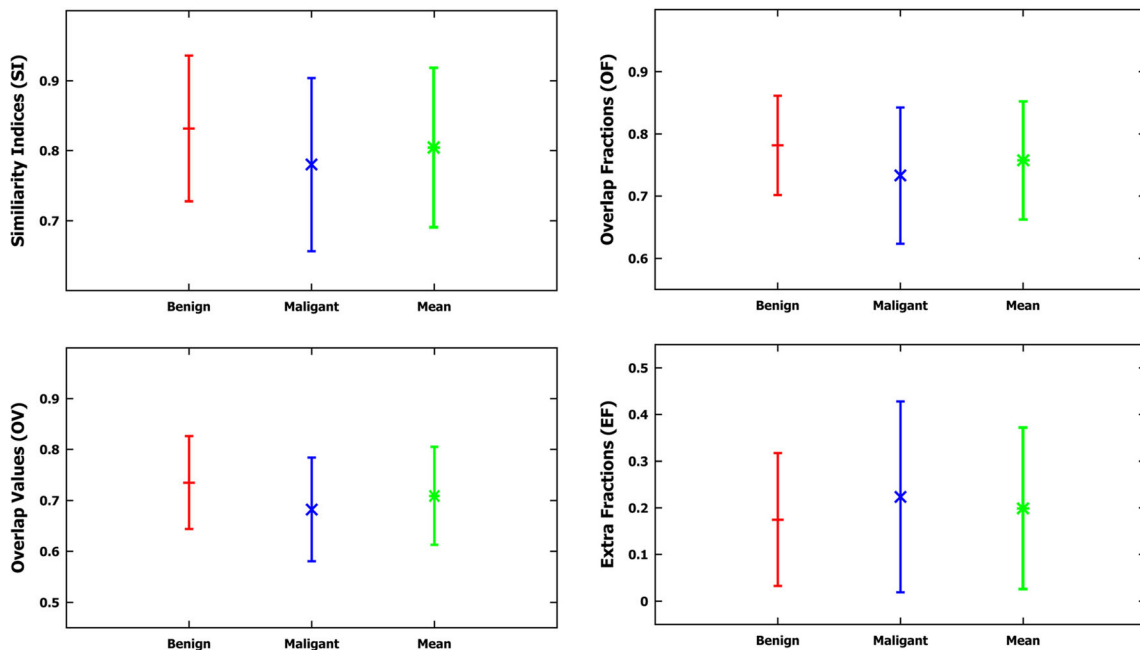 Similiarity Indices (SI)
0.9
0.8
0.7
Benign Maligant Mean
Overlap Fractions (OF)
0.9
0.8
0.7
0.6
Benign Maligant Mean
Overlap Values (OV)
0.9
0.8
0.7
0.6
0.5
Benign Maligant Mean
Extra Fractions (EF)
0.5
0.4
0.3
0.2
0.1
0
Benign Maligant Mean